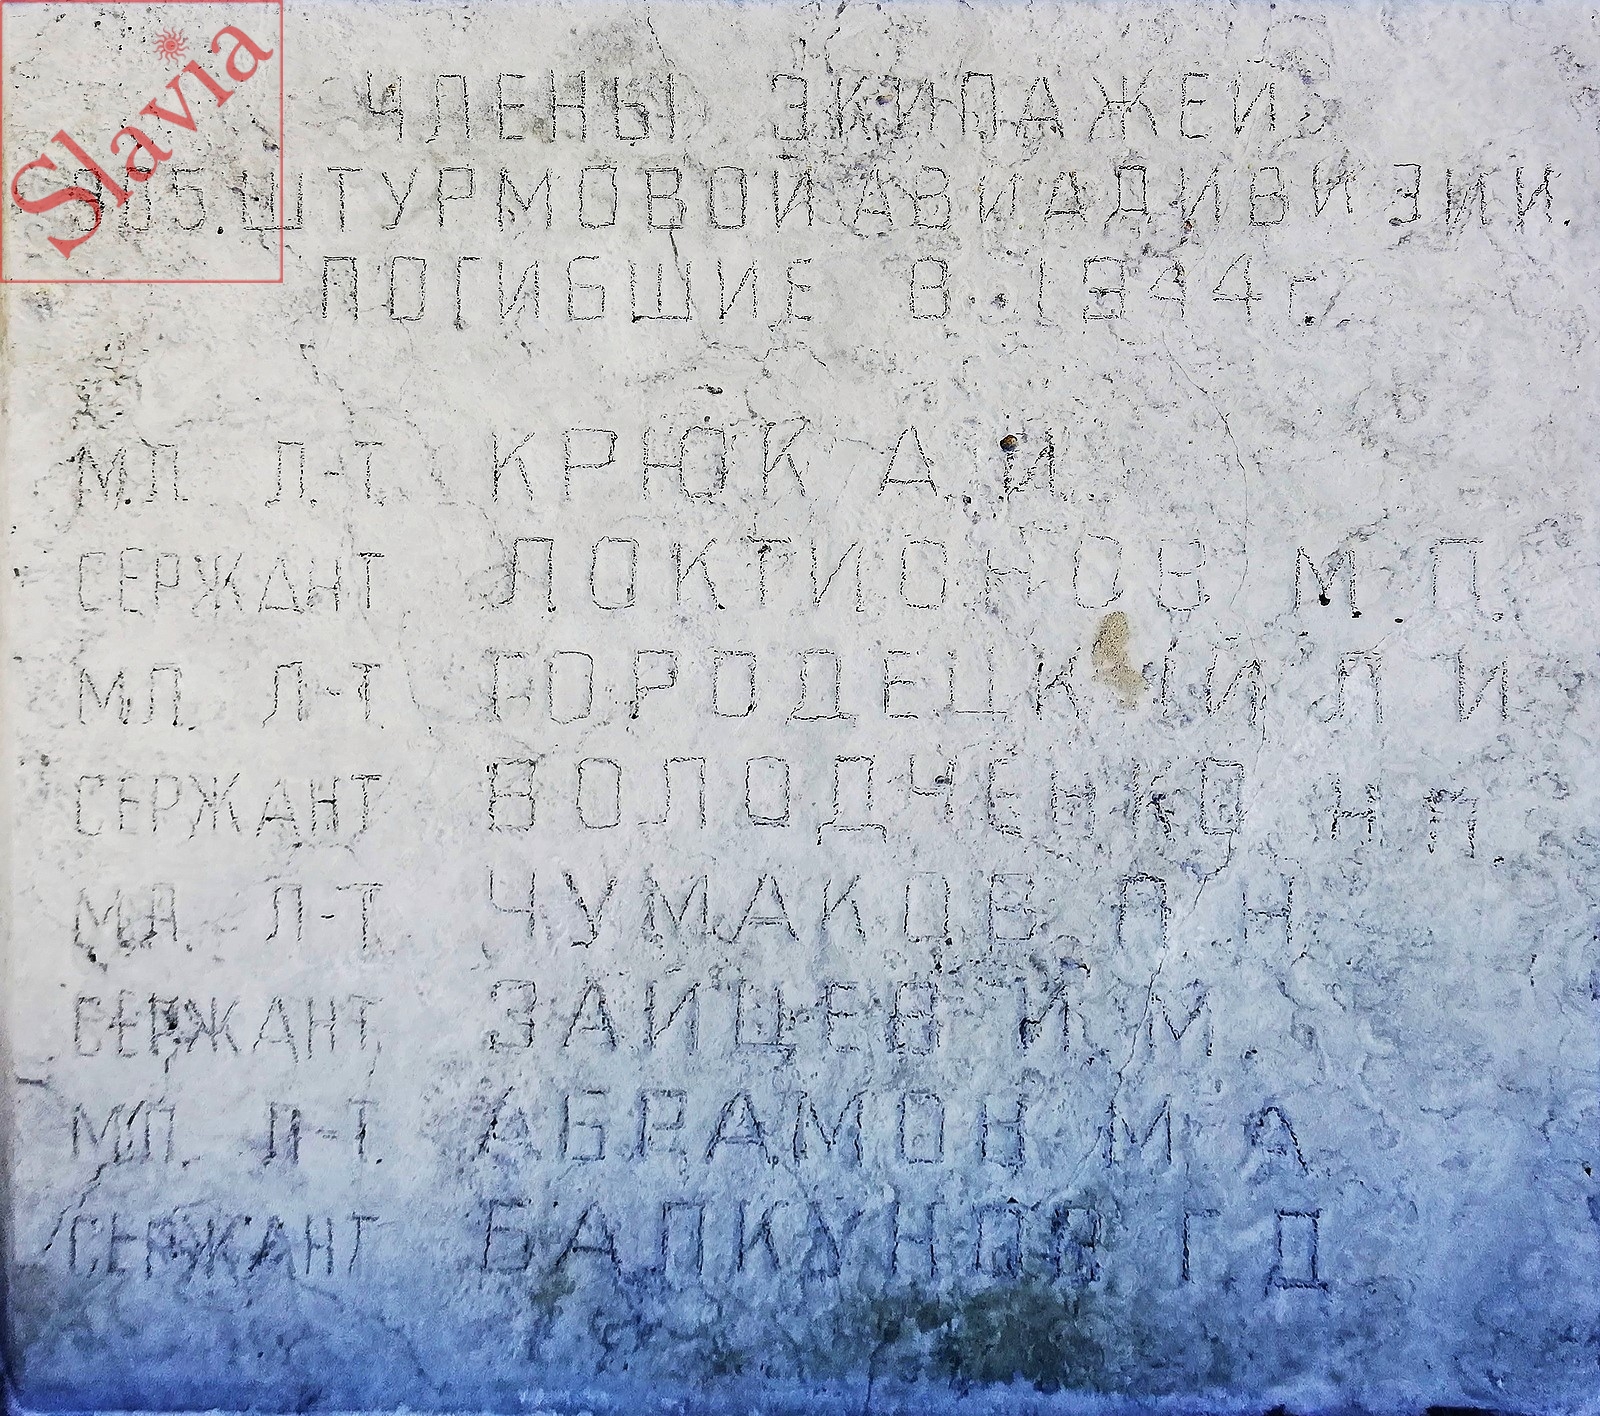 Slavia
ЧЛЕНЫ ЭКИПАЖЕЙ
305.ШТУРМОВОЙ АВИАДИВИЗИИ.
ПОГИБШИЕ В 1944 г.
МЛ. Л-Т. КРЮК А. И.
СЕРЖАНТ ЛОКТИОНОВ М. П.
МЛ. Л-Т. ГОРОДЕЦКИЙ Л И
СЕРЖАНТ ВОЛОДЧЕНКО Н П.
МЛ. Л-Т. ЧУМАКОВ П Н
СЕРЖАНТ ЗАЙЦЕВ И М.
МЛ. Л-Т. АБРАМОВ М А
СЕРЖАНТ БАЛКУНОВ Г Д